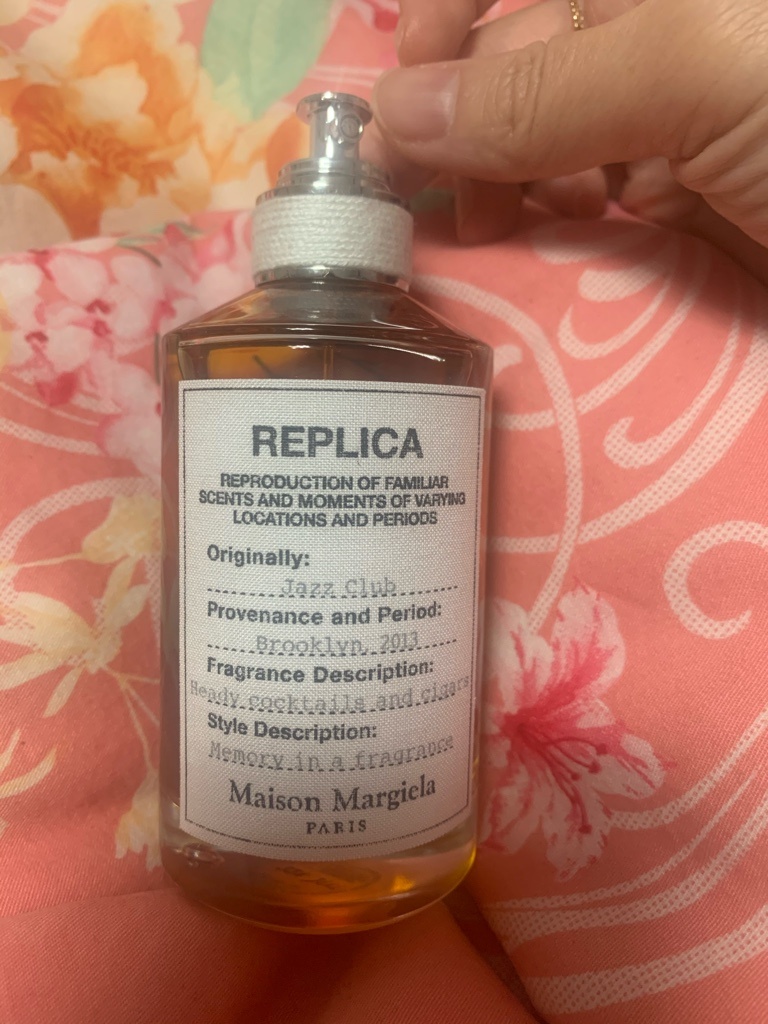 REPLICA
REPRODUCTION OF FAMILIAR
SCENTS AND MOMENTS OF VARYING
LOCATIONS AND PERIODS
Originally:
Jazz Club
Provenance and Period:
Brooklyn, 2013
Fragrance Description:
Heady cocktails and cigars
Style Description:
Memory in a fragrance
Maison Margiela
PARIS